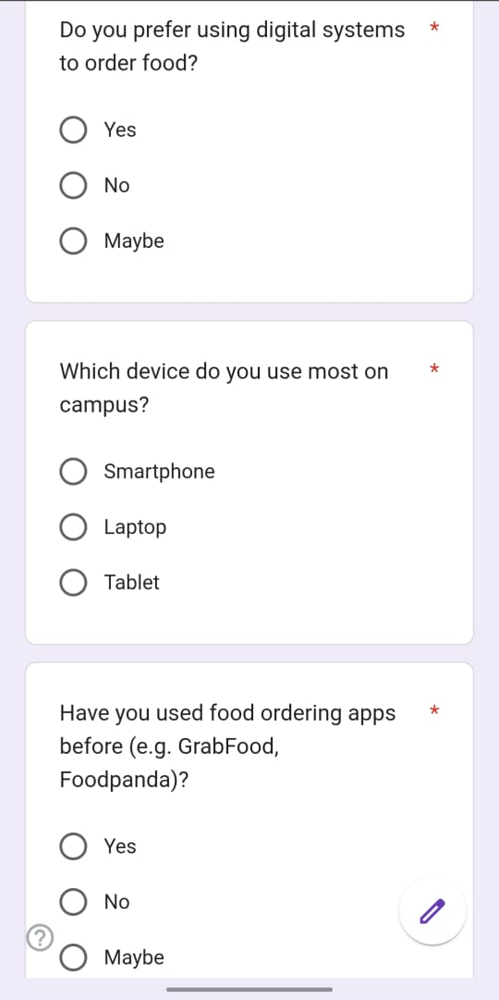 Do you prefer using digital systems *
to order food?
Yes
No
Maybe
Which device do you use most on *
campus?
Smartphone
Laptop
Tablet
Have you used food ordering apps *
before (e.g. GrabFood,
Foodpanda)?
Yes
No
?
Maybe